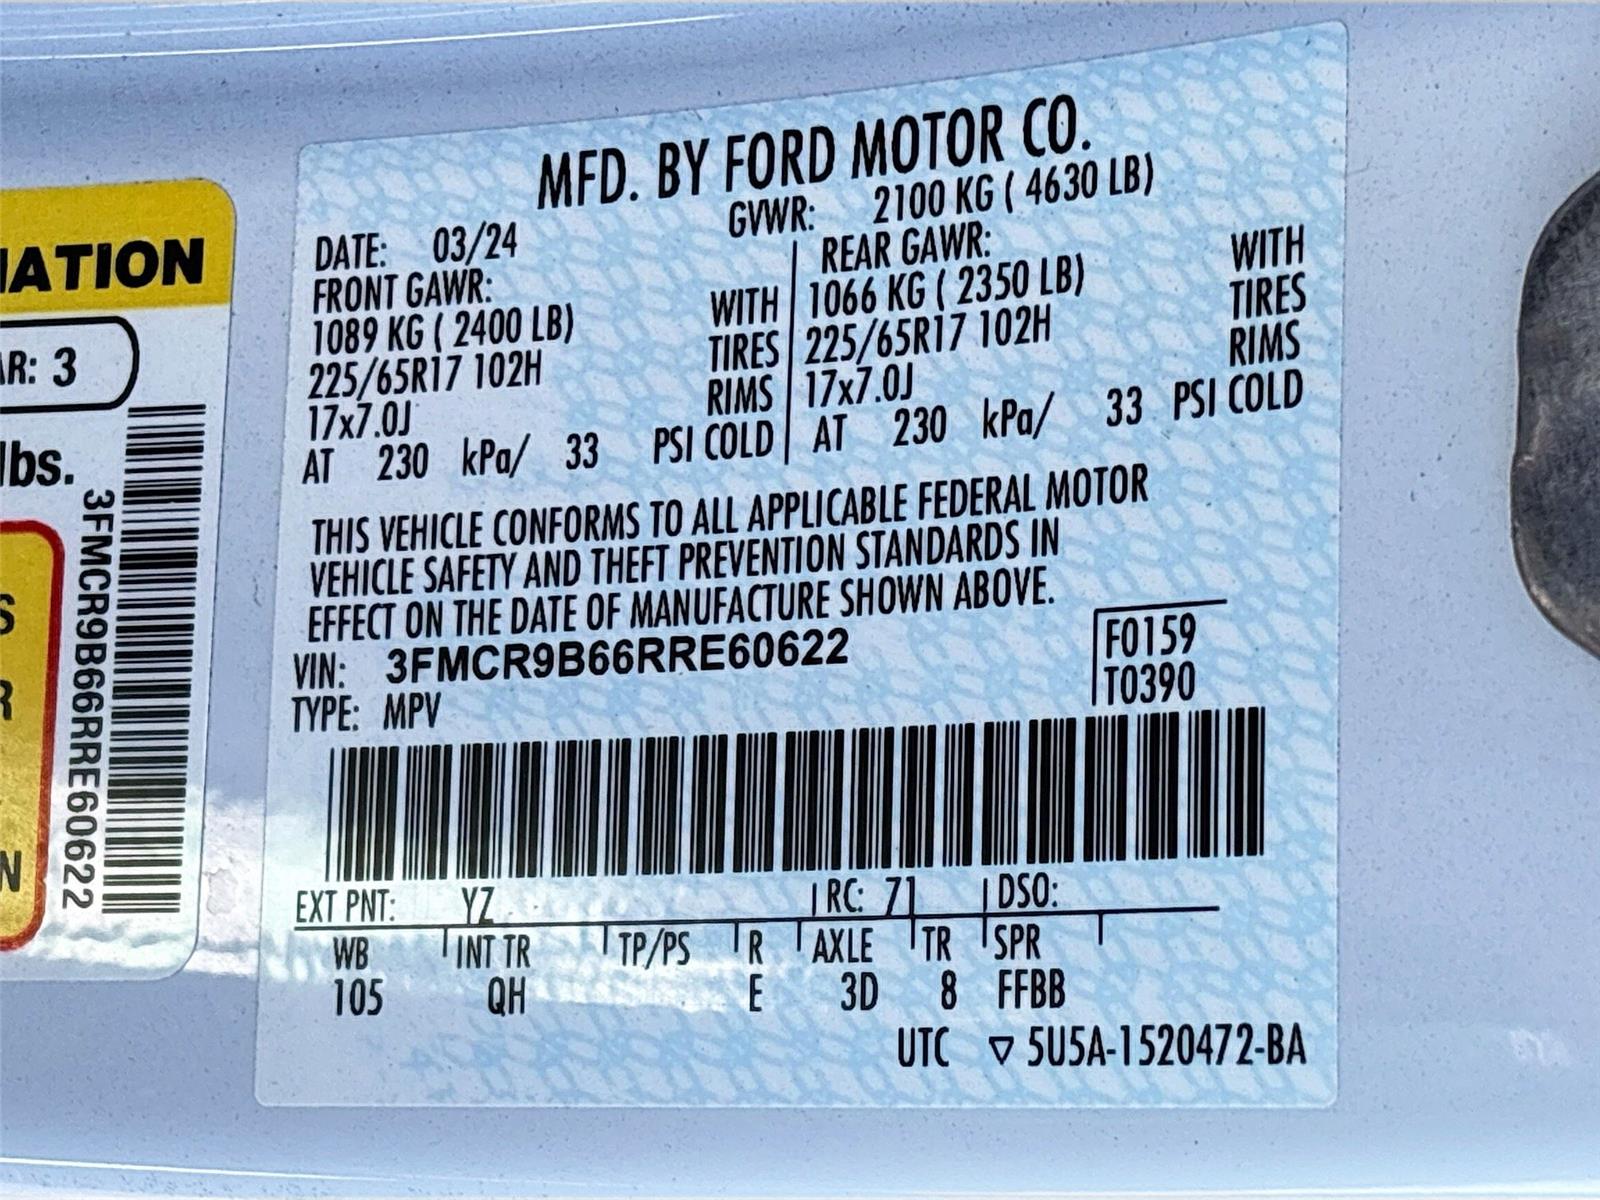 MFD. BY FORD MOTOR CO.
DATE: 03/24 GVWR: 2100 KG ( 4630 LB)
FRONT GAWR: REAR GAWR:
1089 KG ( 2400 LB) WITH 1066 KG ( 2350 LB) WITH
225/65R17 102H TIRES 225/65R17 102H TIRES
17x7.0J RIMS 17x7.0J RIMS
AT 230 kPa/ 33 PSI COLD AT 230 kPa/ 33 PSI COLD
THIS VEHICLE CONFORMS TO ALL APPLICABLE FEDERAL MOTOR
VEHICLE SAFETY AND THEFT PREVENTION STANDARDS IN
EFFECT ON THE DATE OF MANUFACTURE SHOWN ABOVE.
VIN: 3FMCR9B66RRE60622 F0159
TYPE: MPV T0390
EXT PNT: YZ RC: 71 DSO:
WB INT TR TP/PS R AXLE TR SPR
105 QH E 3D 8 FFBB
UTC ▽ 5U5A-1520472-BA
IATION
AR: 3
lbs.
3FMCR9B66RRE60622
S
R
N